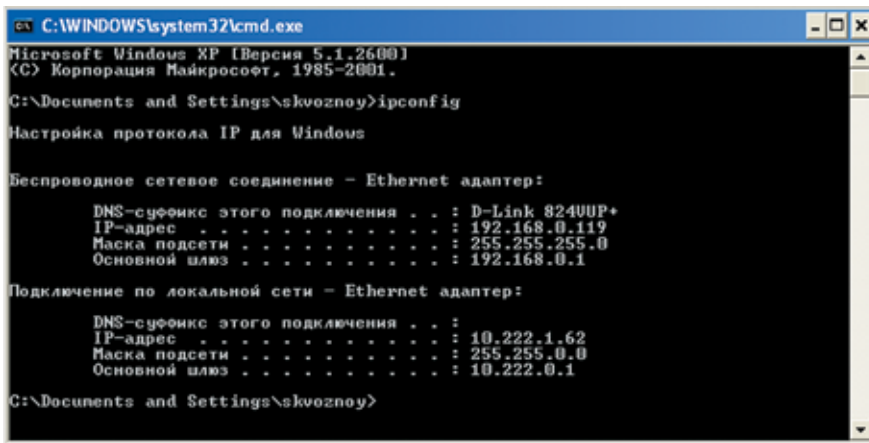 C:\WINDOWS\system32\cmd.exe
Microsoft Windows XP [Версия 5.1.2600]
(C) Корпорация Майкрософт, 1985-2001.
C:\Documents and Settings\skvoznoy>ipconfig
Настройка протокола IP для Windows
Беспроводное сетевое соединение - Ethernet адаптер:
DNS-суффикс этого подключения . . : D-Link 824VUP+
IP-адрес . . . . . . . . . . . . : 192.168.0.119
Маска подсети . . . . . . . . . . : 255.255.255.0
Основной шлюз . . . . . . . . . . : 192.168.0.1
Подключение по локальной сети - Ethernet адаптер:
DNS-суффикс этого подключения . . :
IP-адрес . . . . . . . . . . . . : 10.222.1.62
Маска подсети . . . . . . . . . . : 255.255.0.0
Основной шлюз . . . . . . . . . . : 10.222.0.1
C:\Documents and Settings\skvoznoy>